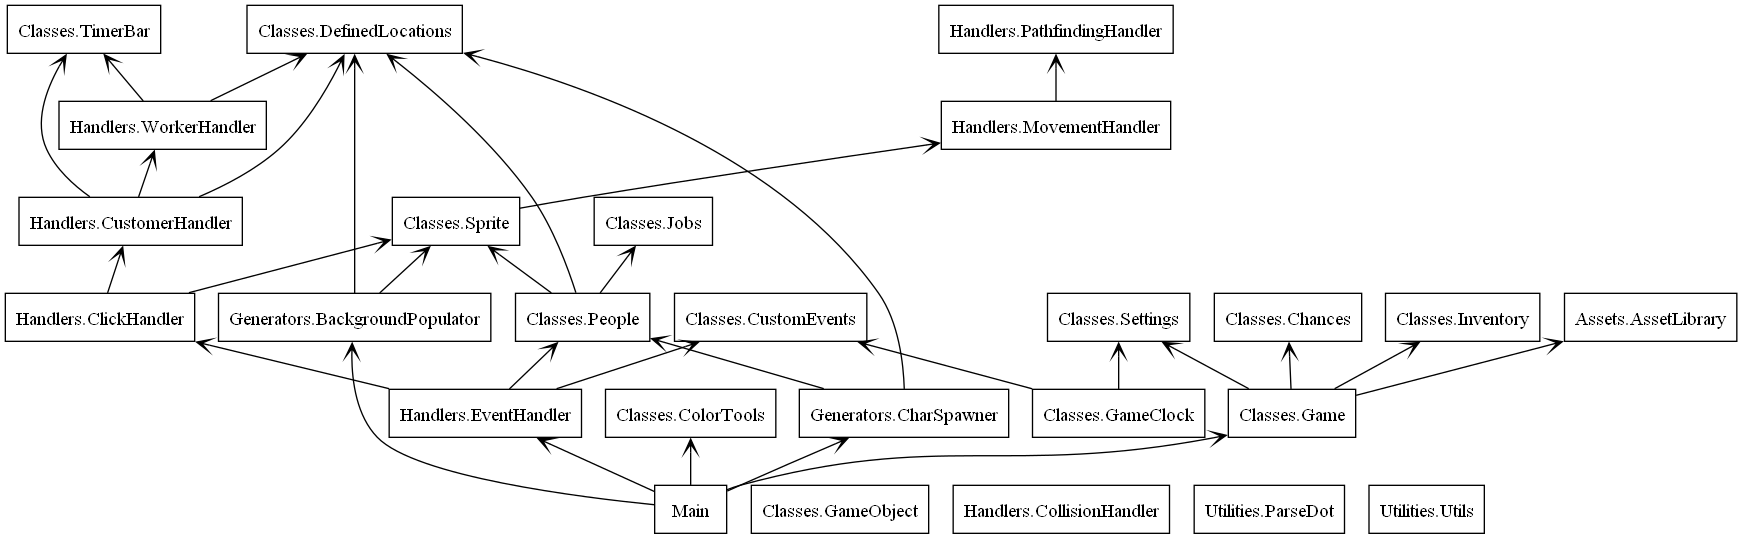 Classes.TimerBar
Classes.DefinedLocations
Handlers.PathfindingHandler
Handlers.WorkerHandler
Handlers.MovementHandler
Handlers.CustomerHandler
Classes.Sprite
Classes.Jobs
Handlers.ClickHandler
Generators.BackgroundPopulator
Classes.People
Classes.CustomEvents
Classes.Settings
Classes.Chances
Classes.Inventory
Assets.AssetLibrary
Handlers.EventHandler
Classes.ColorTools
Generators.CharSpawner
Classes.GameClock
Classes.Game
Main
Classes.GameObject
Handlers.CollisionHandler
Utilities.ParseDot
Utilities.Utils